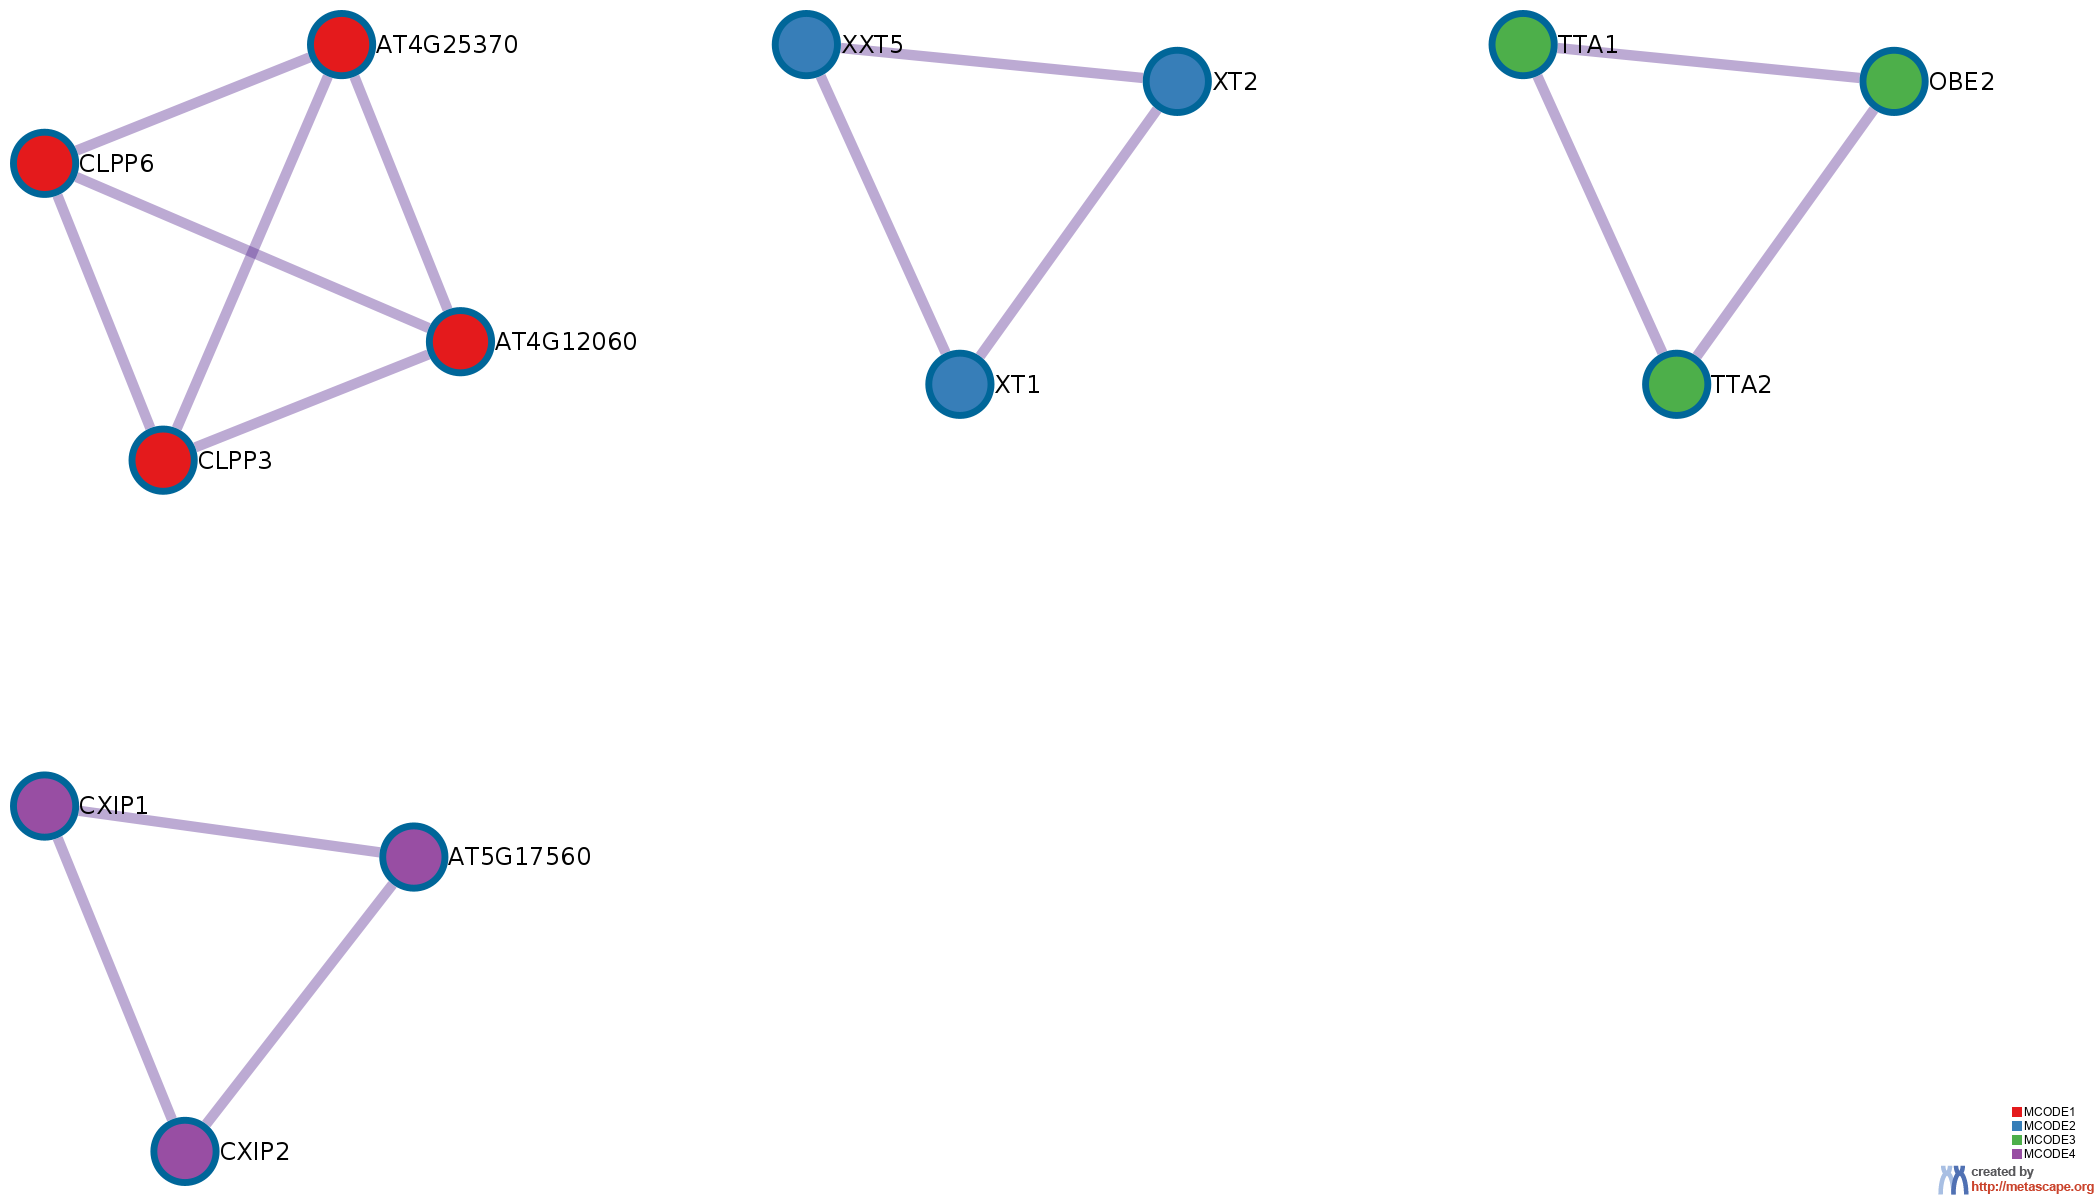 AT4G25370
CLPP6
AT4G12060
CLPP3
XXT5
XT2
XT1
TTA1
OBE2
TTA2
CXIP1
AT5G17560
CXIP2
MCODE1
MCODE2
MCODE3
MCODE4
created by
http://metascape.org